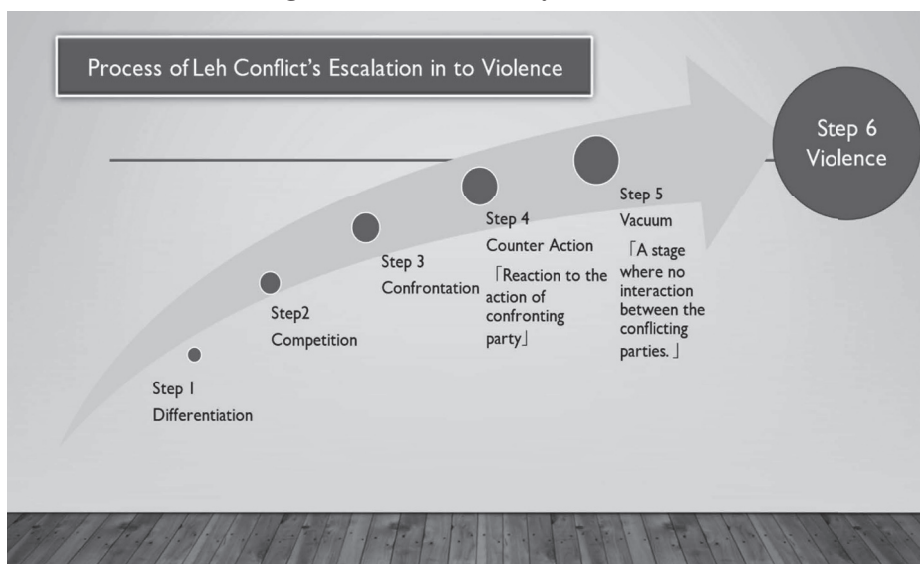 Process of Leh Conflict's Escalation in to Violence
Step 1
Differentiation
Step2
Competition
Step 3
Confrontation
Step 4
Counter Action
「Reaction to the
action of
confronting
party」
Step 5
Vacuum
「A stage
where no
interaction
between the
conflicting
parties. 」
Step 6
Violence